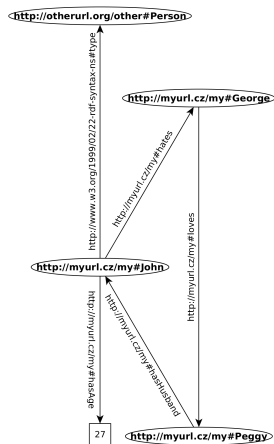 http://otherurl.org/other#Person
http://www.w3.org/1999/02/22-rdf-syntax-ns#type
http://myurl.cz/my#George
http://myurl.cz/my#hates
http://myurl.cz/my#loves
http://myurl.cz/my#John
http://myurl.cz/my#hasAge
http://myurl.cz/my#hasHusband
27
http://myurl.cz/my#Peggy